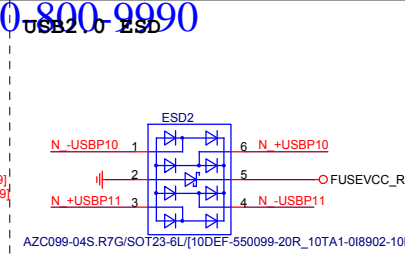 0-800-9990
USB2.0 ESD
ESD2
N_-USBP10 1 6 N_+USBP10
2 5 FUSEVCC_R
N_+USBP11 3 4 N_-USBP11
AZC099-04S.R7G/SOT23-6L/[10DEF-550099-20R_10TA1-0I8902-10